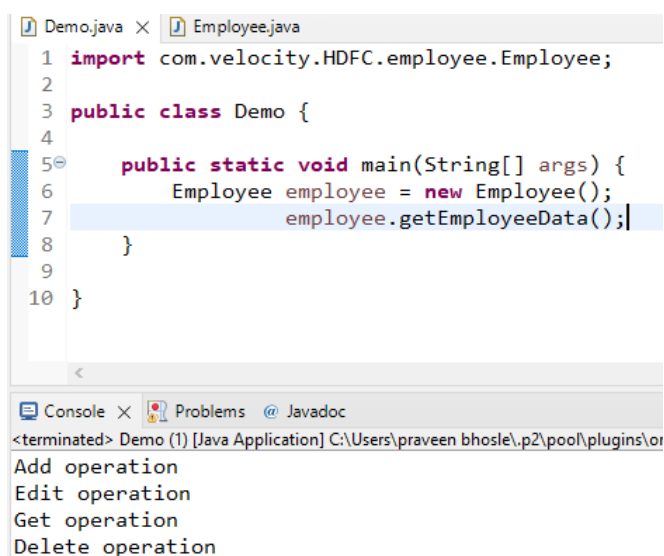 Demo.java Employee.java
1 import com.velocity.HDFC.employee.Employee;
2
3 public class Demo {
4
5 public static void main(String[] args) {
6 Employee employee = new Employee();
7 employee.getEmployeeData();
8 }
9
10 }
Console Problems @ Javadoc
<terminated> Demo (1) [Java Application] C:\Users\praveen bhosle\.p2\pool\plugins\
Add operation
Edit operation
Get operation
Delete operation